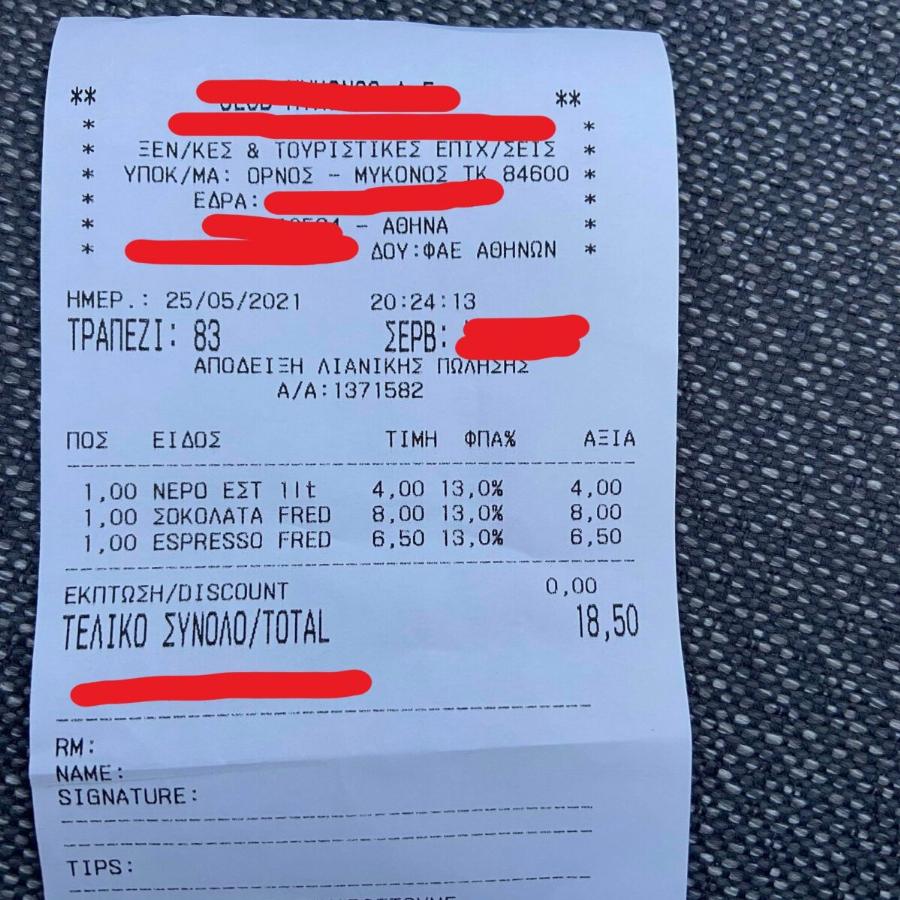 ** **
* *
* ΞΕΝ/ΚΕΣ & ΤΟΥΡΙΣΤΙΚΕΣ ΕΠΙΧ/ΣΕΙΣ *
* ΥΠΟΚ/ΜΑ: ΟΡΝΟΣ - ΜΥΚΟΝΟΣ ΤΚ 84600 *
* ΕΔΡΑ: *
* - ΑΘΗΝΑ *
* ΔΟΥ:ΦΑΕ ΑΘΗΝΩΝ *
ΗΜΕΡ.: 25/05/2021 20:24:13
ΤΡΑΠΕΖΙ: 83 ΣΕΡΒ:
ΑΠΟΔΕΙΞΗ ΛΙΑΝΙΚΗΣ ΠΩΛΗΣΗΣ
Α/Α:1371582
ΠΟΣ ΕΙΔΟΣ ΤΙΜΗ ΦΠΑ% ΑΞΙΑ
1,00 ΝΕΡΟ ΕΣΤ 1lt 4,00 13,0% 4,00
1,00 ΣΟΚΟΛΑΤΑ FRED 8,00 13,0% 8,00
1,00 ESPRESSO FRED 6,50 13,0% 6,50
ΕΚΠΤΩΣΗ/DISCOUNT 0,00
ΤΕΛΙΚΟ ΣΥΝΟΛΟ/TOTAL 18,50
RM:
NAME:
SIGNATURE:
TIPS: